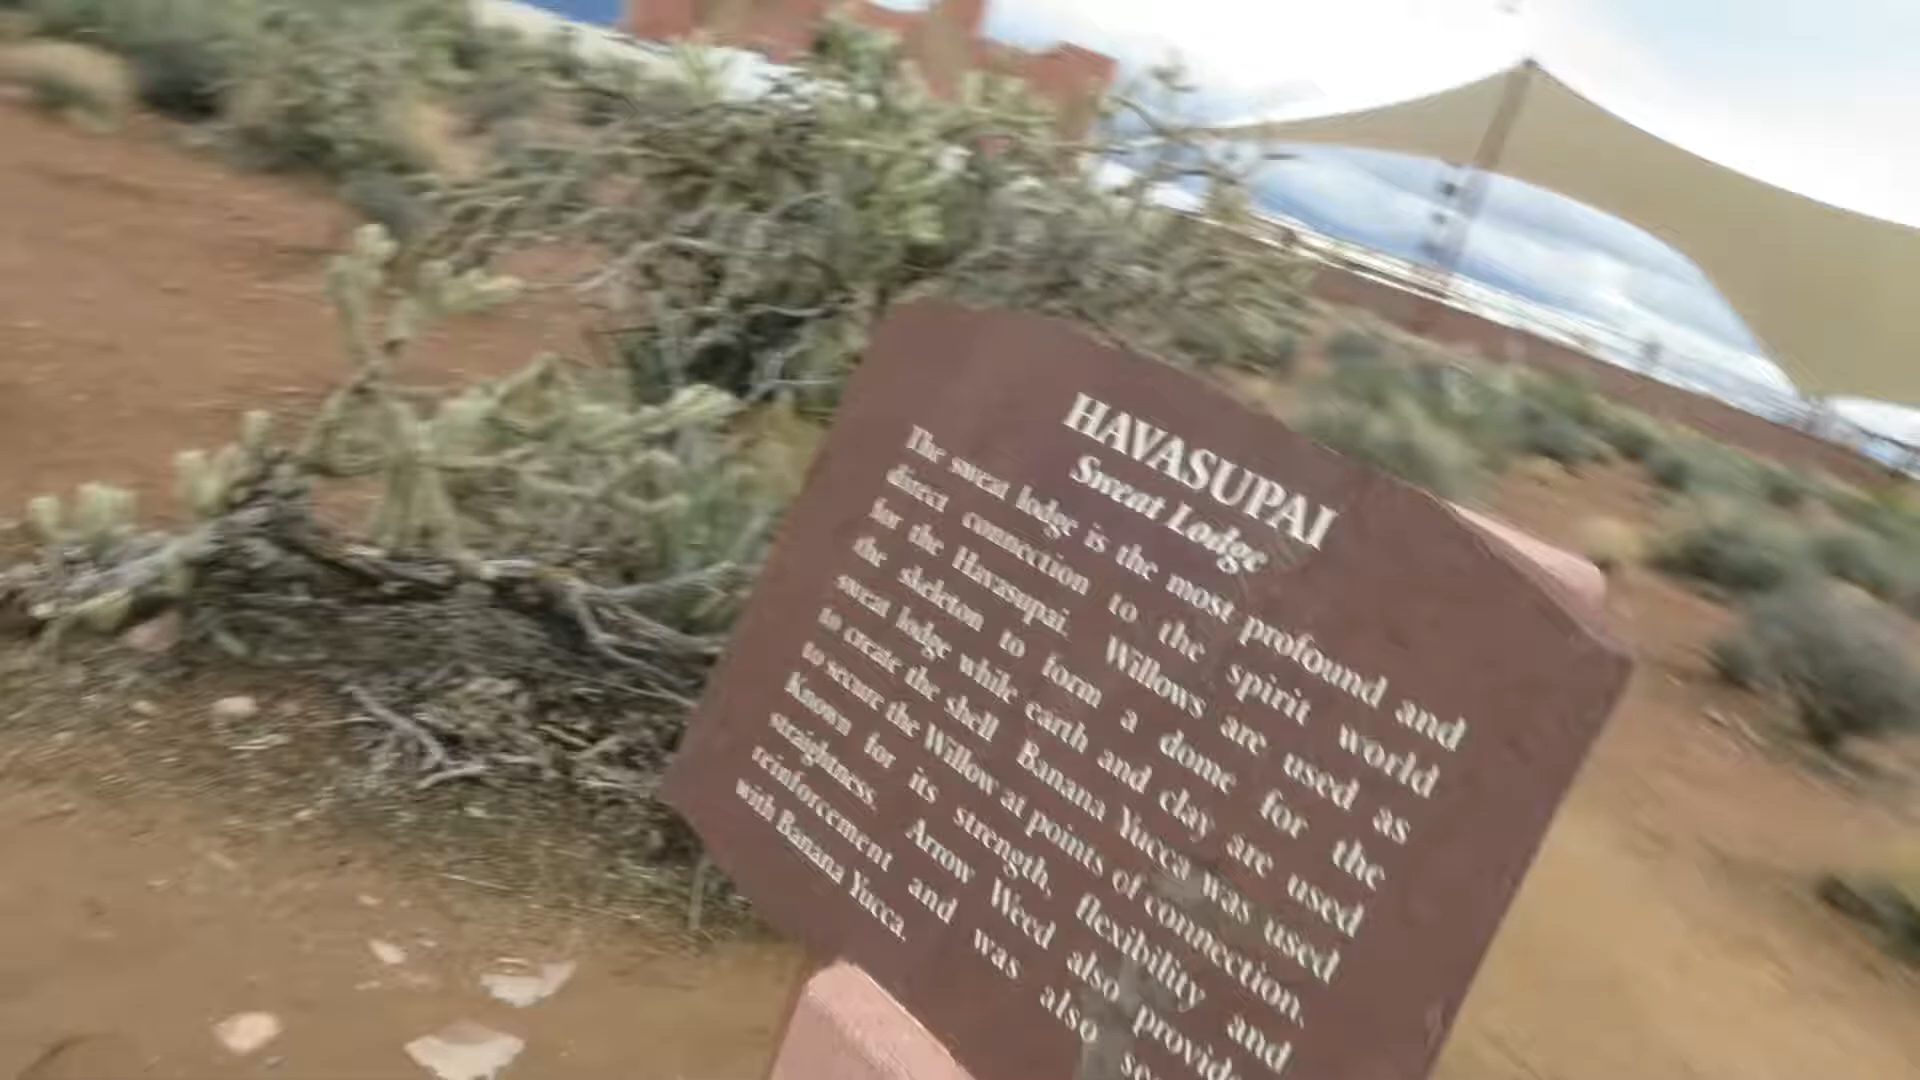 HAVASUPAI
Sweat Lodge
The sweat lodge is the most profound and
direct connection to the spirit world
for the Havasupai. Willows are used as
the skeleton to form a dome for the
sweat lodge while earth and clay are used
to create the shell Banana Yucca was used
to secure the Willow at points of connection.
Known for its strength, flexibility and
straightness. Arrow Weed also provide
reinforcement and was also
with Banana Yucca.